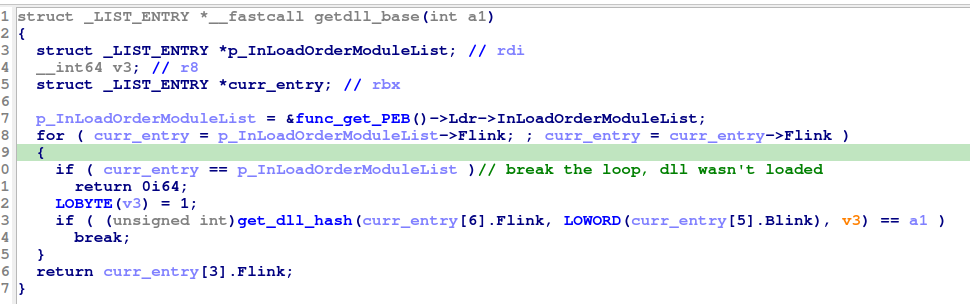 1 struct _LIST_ENTRY *__fastcall getdll_base(int a1)
2 {
3   struct _LIST_ENTRY *p_InLoadOrderModuleList; // rdi
4   __int64 v3; // r8
5   struct _LIST_ENTRY *curr_entry; // rbx
6
7   p_InLoadOrderModuleList = &func_get_PEB()->Ldr->InLoadOrderModuleList;
8   for ( curr_entry = p_InLoadOrderModuleList->Flink; ; curr_entry = curr_entry->Flink )
9   {
0     if ( curr_entry == p_InLoadOrderModuleList )// break the loop, dll wasn't loaded
1       return 0i64;
2     LOBYTE(v3) = 1;
3     if ( (unsigned int)get_dll_hash(curr_entry[6].Flink, LOWORD(curr_entry[5].Blink), v3) == a1 )
4       break;
5   }
6   return curr_entry[3].Flink;
7 }